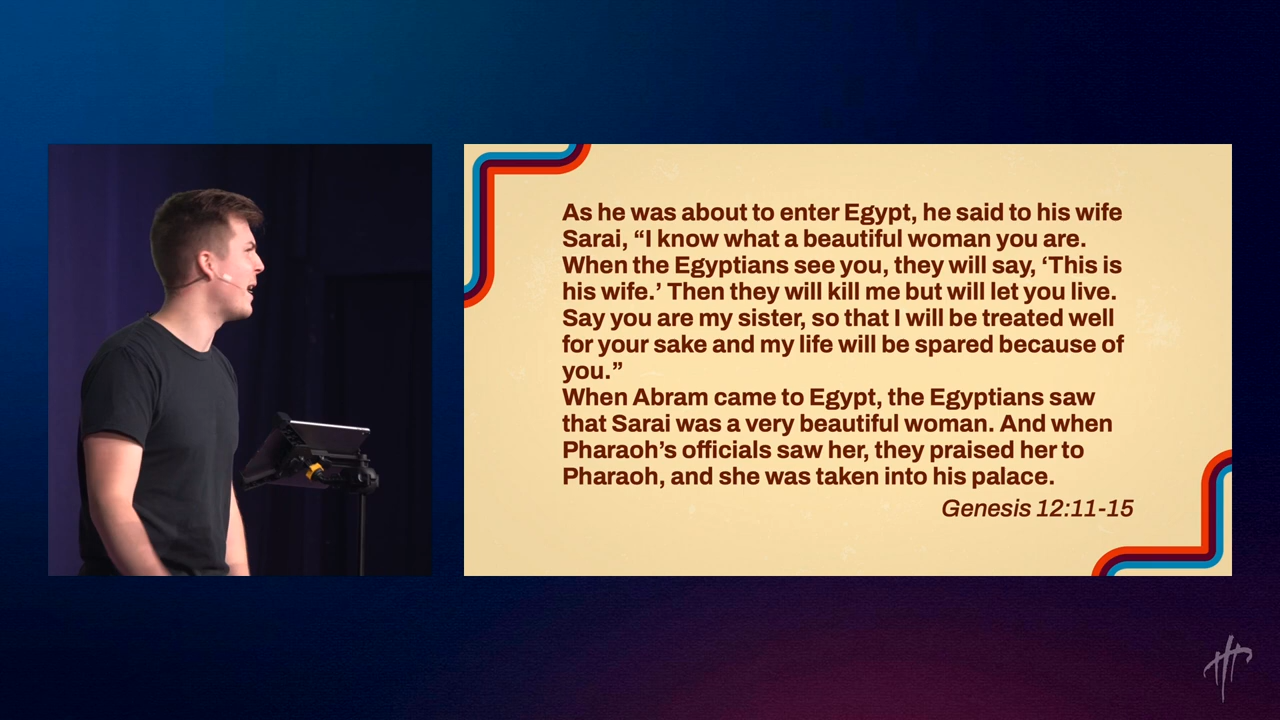 As he was about to enter Egypt, he said to his wife
Sarai, “I know what a beautiful woman you are.
When the Egyptians see you, they will say, ‘This is
his wife.’ Then they will kill me but will let you live.
Say you are my sister, so that I will be treated well
for your sake and my life will be spared because of
you.”
When Abram came to Egypt, the Egyptians saw
that Sarai was a very beautiful woman. And when
Pharaoh’s officials saw her, they praised her to
Pharaoh, and she was taken into his palace.
Genesis 12:11-15